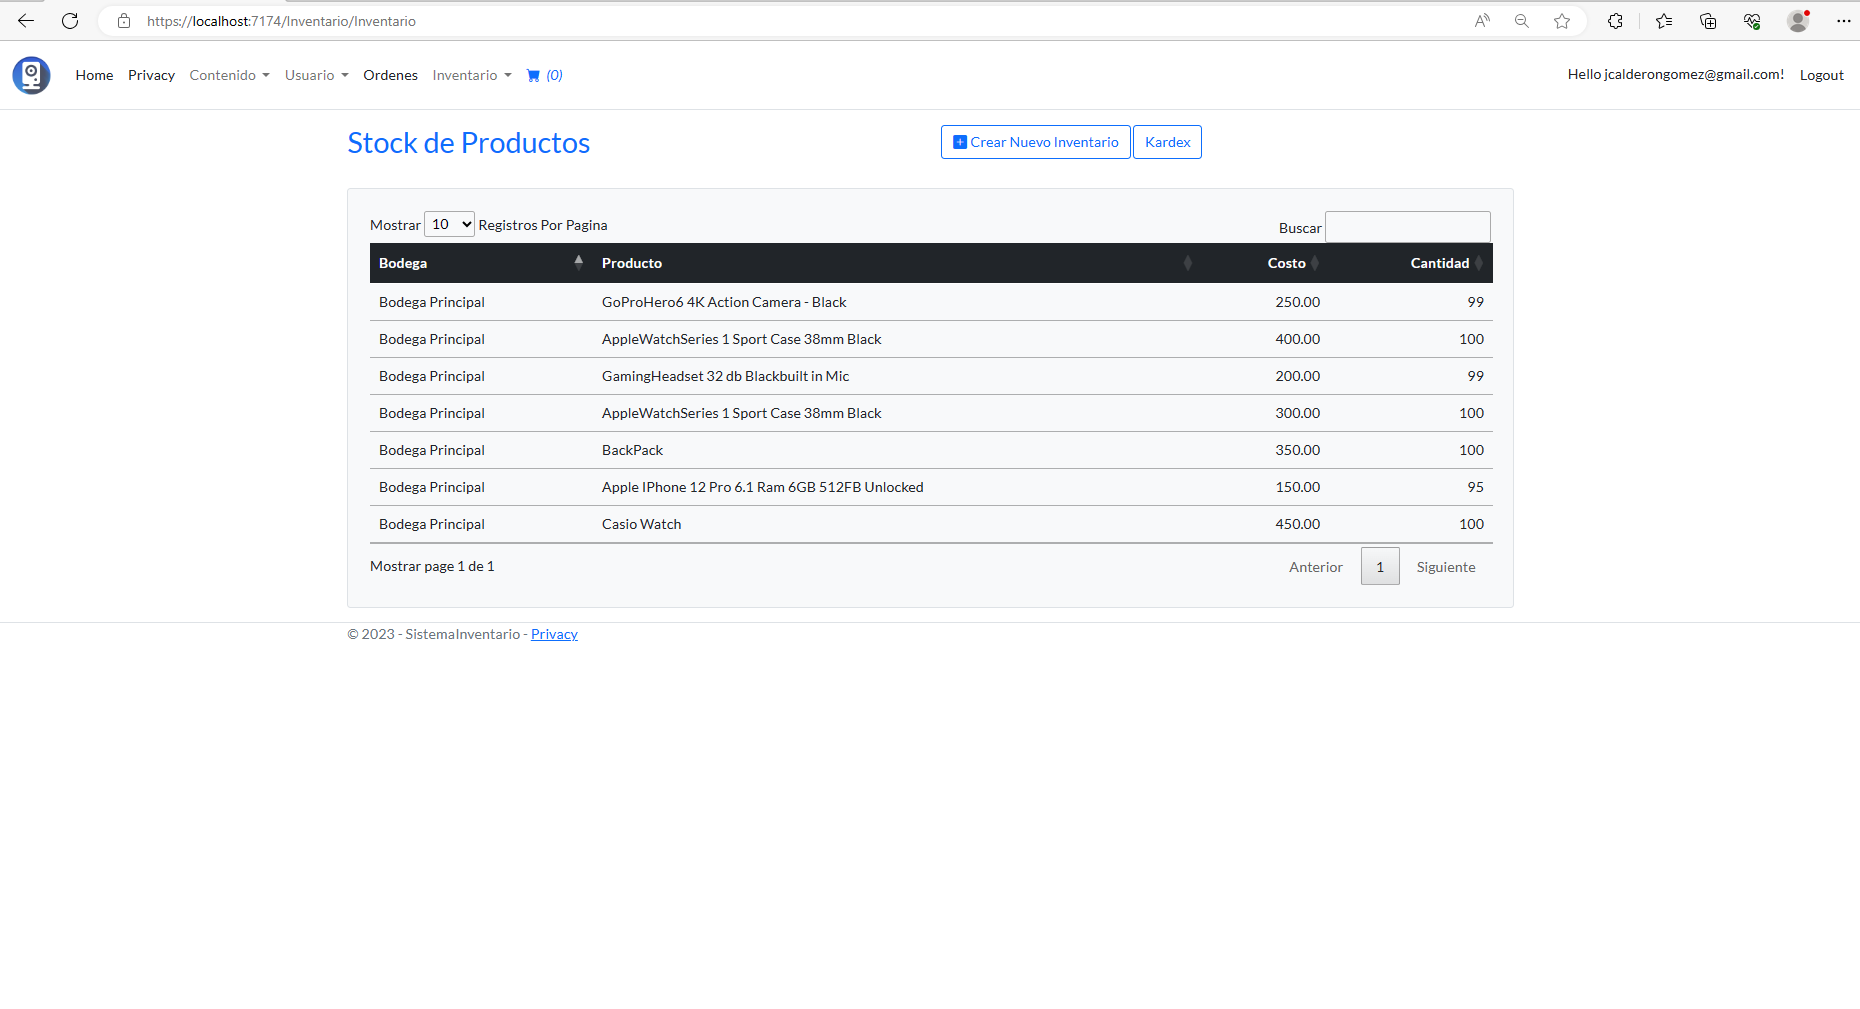 https://localhost:7174/Inventario/Inventario
Home Privacy Contenido Usuario Ordenes Inventario (0) Hello jcalderongomez@gmail.com! Logout
Stock de Productos Crear Nuevo Inventario Kardex
Mostrar 10 Registros Por Pagina Buscar
Bodega Producto Costo Cantidad
Bodega Principal GoProHero6 4K Action Camera - Black 250.00 99
Bodega Principal AppleWatchSeries 1 Sport Case 38mm Black 400.00 100
Bodega Principal GamingHeadset 32 db Blackbuilt in Mic 200.00 99
Bodega Principal AppleWatchSeries 1 Sport Case 38mm Black 300.00 100
Bodega Principal BackPack 350.00 100
Bodega Principal Apple IPhone 12 Pro 6.1 Ram 6GB 512FB Unlocked 150.00 95
Bodega Principal Casio Watch 450.00 100
Mostrar page 1 de 1 Anterior 1 Siguiente
© 2023 - SistemaInventario - Privacy